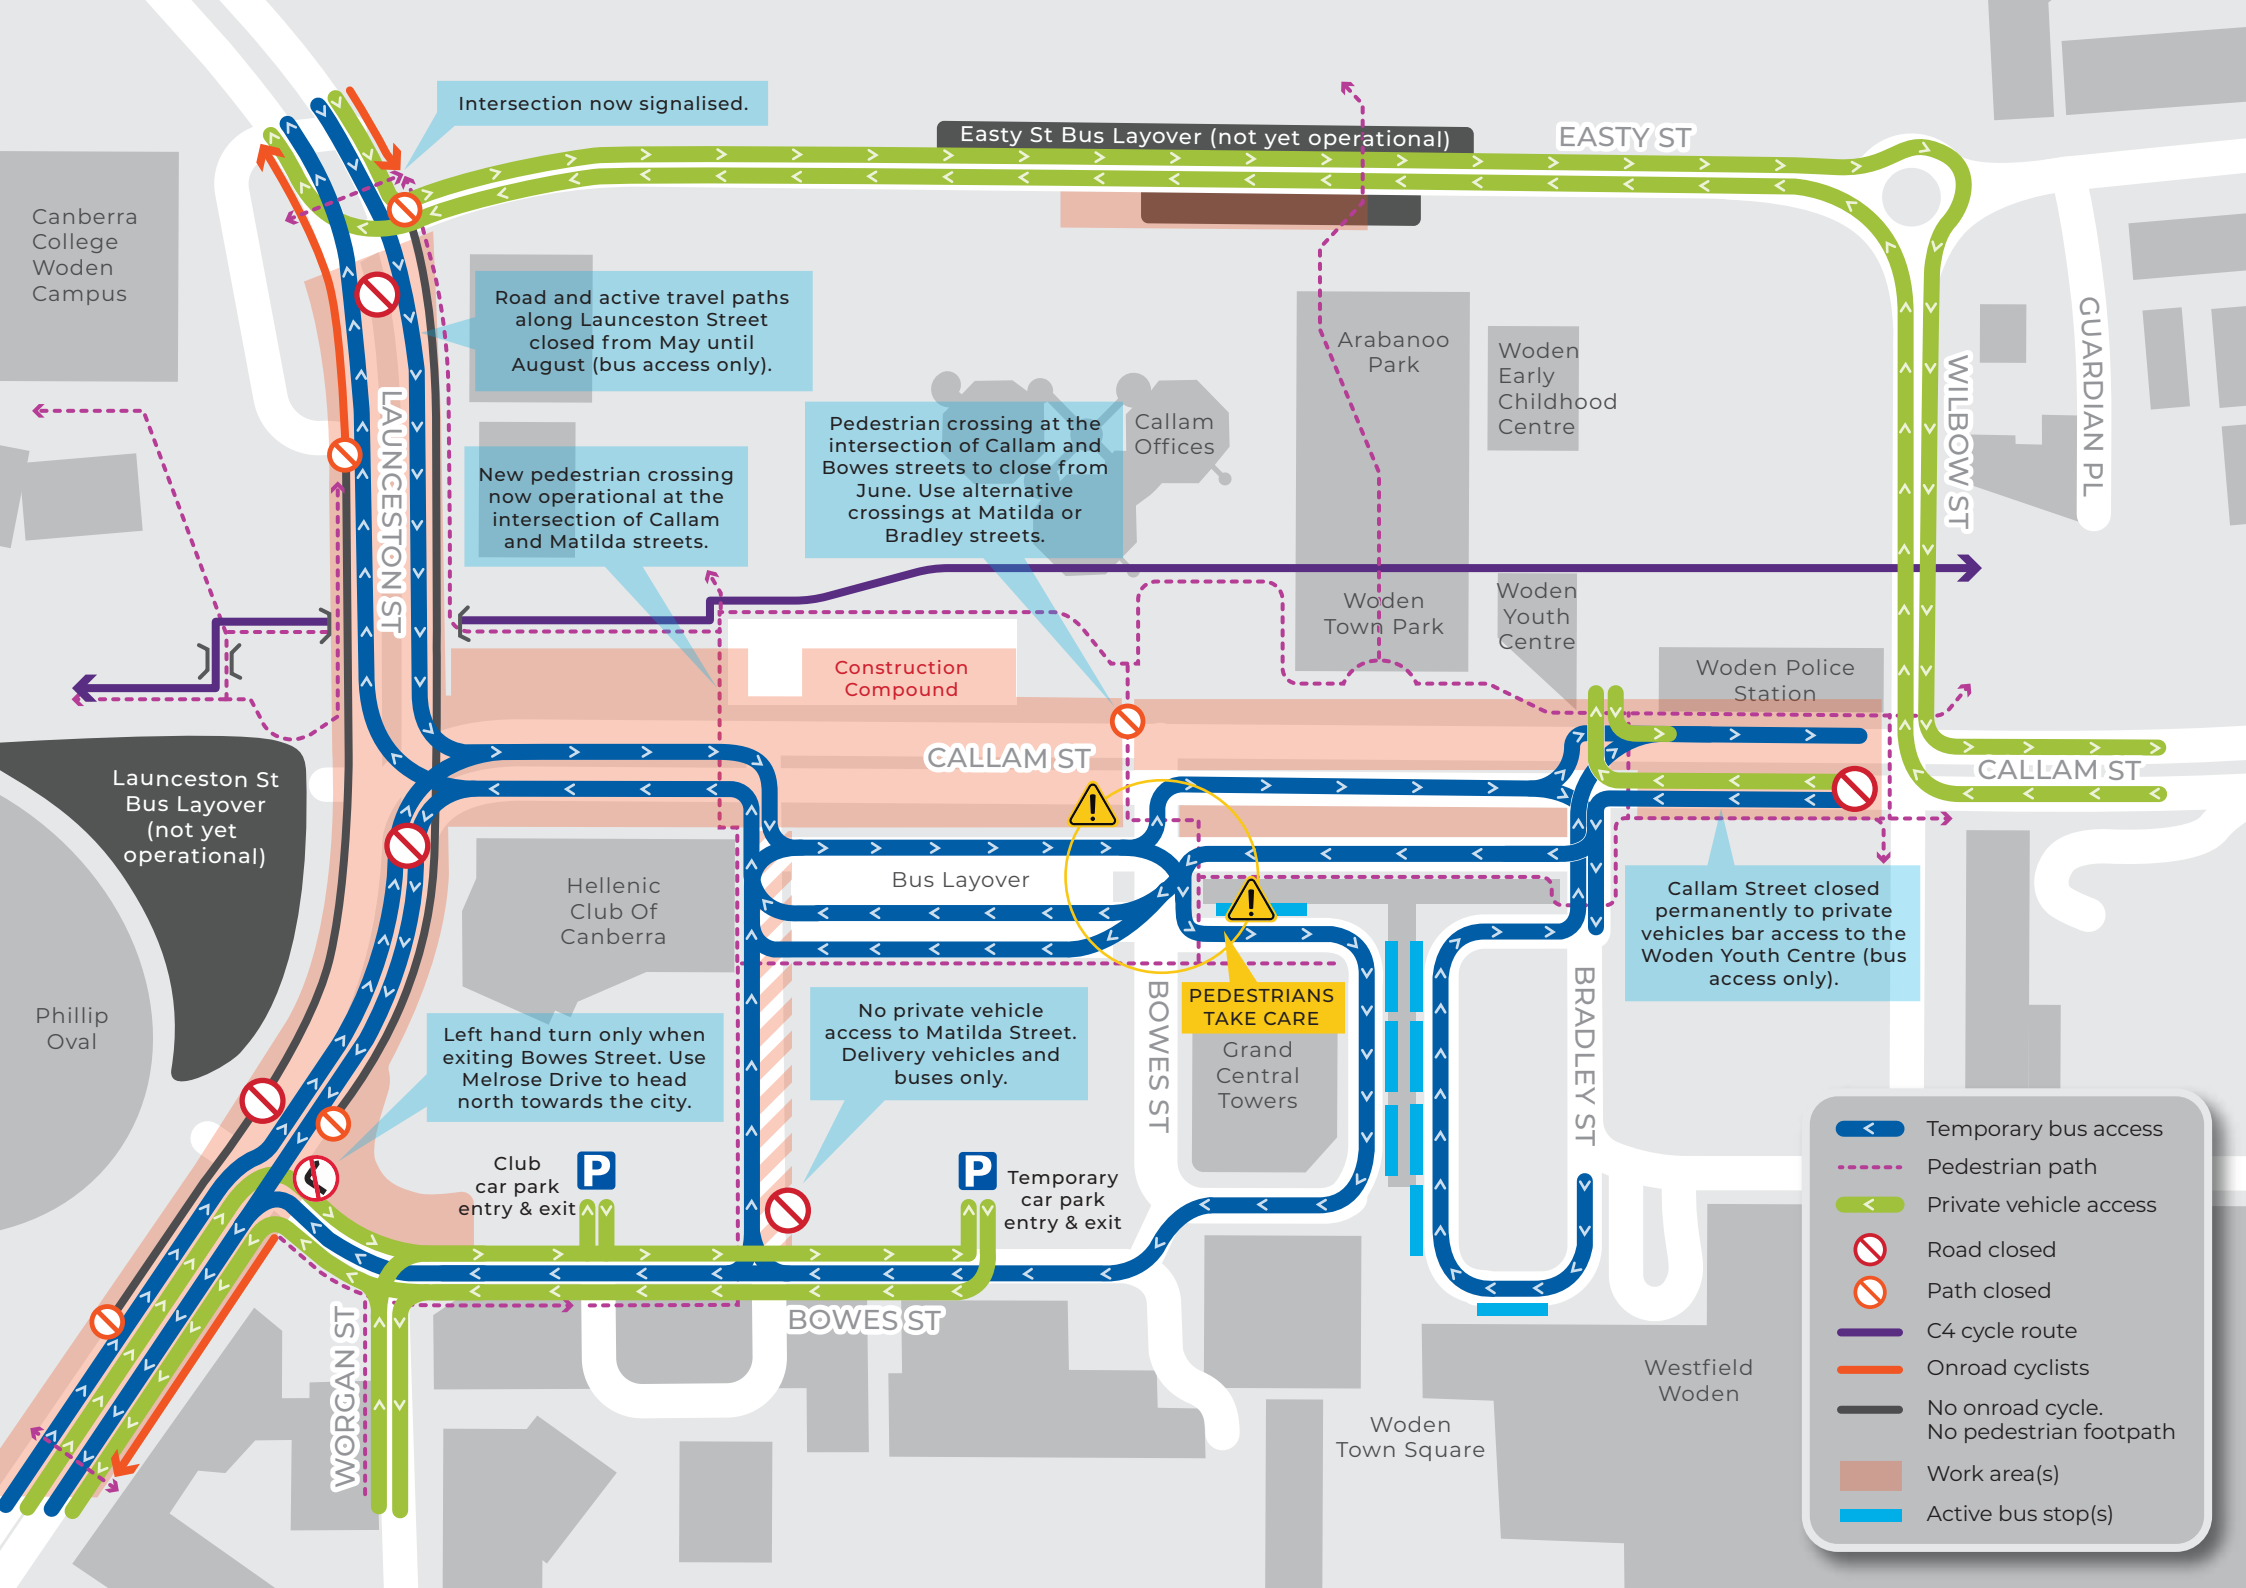 Intersection now signalised.
Easty St Bus Layover (not yet operational)
EASTY ST
Canberra
College
Woden
Campus
Road and active travel paths
along Launceston Street
closed from May until
August (bus access only).
Arabanoo
Park
Woden
Early
Childhood
Centre
GUARDIAN PL
WILBOW ST
LAUNCESTON ST
Pedestrian crossing at the
intersection of Callam and
Bowes streets to close from
June. Use alternative
crossings at Matilda or
Bradley streets.
Callam
Offices
New pedestrian crossing
now operational at the
intersection of Callam
and Matilda streets.
Woden
Town Park
Woden
Youth
Centre
Construction
Compound
Woden Police
Station
CALLAM ST
CALLAM ST
Launceston St
Bus Layover
(not yet
operational)
Hellenic
Club Of
Canberra
Bus Layover
Callam Street closed
permanently to private
vehicles bar access to the
Woden Youth Centre (bus
access only).
Phillip
Oval
Left hand turn only when
exiting Bowes Street. Use
Melrose Drive to head
north towards the city.
No private vehicle
access to Matilda Street.
Delivery vehicles and
buses only.
BOWES ST
PEDESTRIANS
TAKE CARE
Grand
Central
Towers
BRADLEY ST
Club
car park
entry & exit
P
P
Temporary
car park
entry & exit
BOWES ST
WORGAN ST
Woden
Town Square
Westfield
Woden
Temporary bus access
Pedestrian path
Private vehicle access
Road closed
Path closed
C4 cycle route
Onroad cyclists
No onroad cycle.
No pedestrian footpath
Work area(s)
Active bus stop(s)